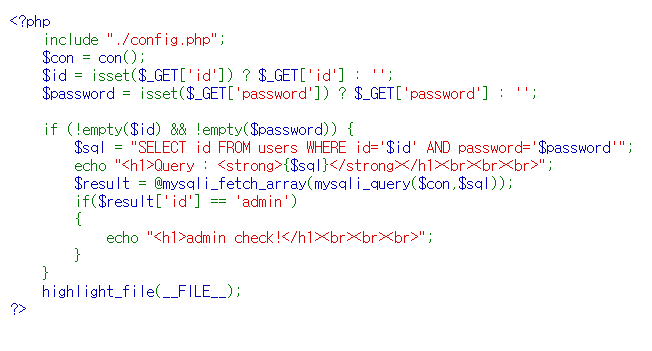 <?php
    include "./config.php";
    $con = con();
    $id = isset($_GET['id']) ? $_GET['id'] : '';
    $password = isset($_GET['password']) ? $_GET['password'] : '';

    if (!empty($id) && !empty($password)) {
        $sql = "SELECT id FROM users WHERE id='$id' AND password='$password'";
        echo "<h1>Query : <strong>{$sql}</strong></h1><br><br><br>";
        $result = @mysqli_fetch_array(mysqli_query($con,$sql));
        if($result['id'] == 'admin')
        {
            echo "<h1>admin check!</h1><br><br><br>";
        }
    }
    highlight_file(__FILE__);
?>